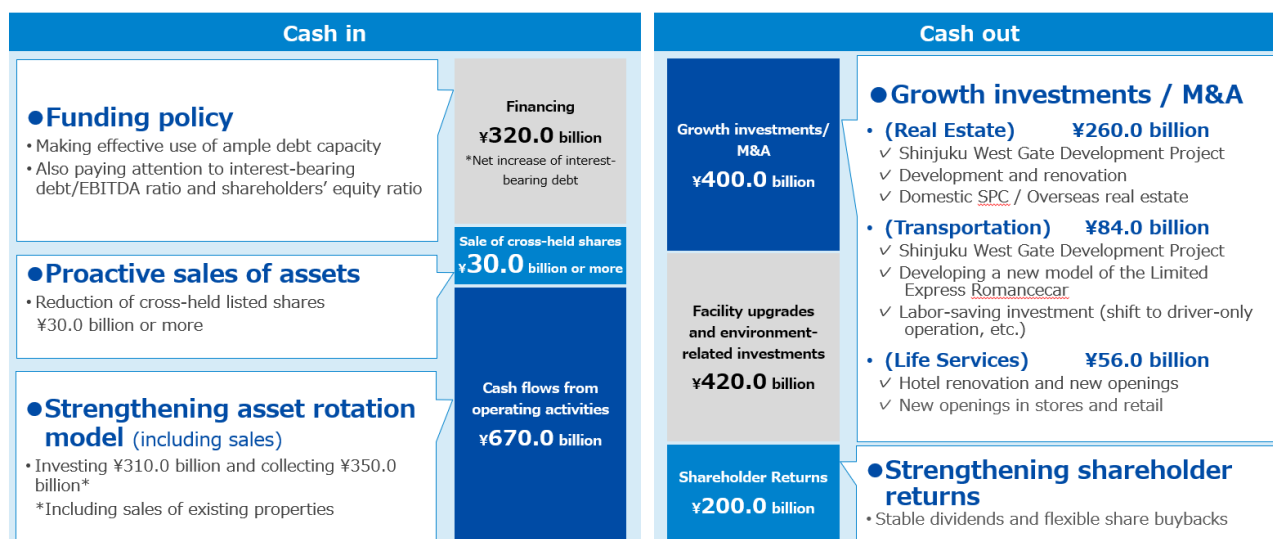 Cash in
●Funding policy
・Making effective use of ample debt capacity
・Also paying attention to interest-bearing
debt/EBITDA ratio and shareholders' equity ratio
Financing
¥320.0 billion
*Net increase of interest-
bearing debt
●Proactive sales of assets
・Reduction of cross-held listed shares
¥30.0 billion or more
Sale of cross-held shares
¥30.0 billion or more
●Strengthening asset rotation
model (including sales)
・Investing ¥310.0 billion and collecting ¥350.0
billion*
*Including sales of existing properties
Cash flows from
operating activities
¥670.0 billion
Cash out
Growth investments/
M&A
¥400.0 billion
●Growth investments / M&A
・(Real Estate) ¥260.0 billion
✓ Shinjuku West Gate Development Project
✓ Development and renovation
✓ Domestic SPC / Overseas real estate
・(Transportation) ¥84.0 billion
✓ Shinjuku West Gate Development Project
✓ Developing a new model of the Limited
Express Romancecar
✓ Labor-saving investment (shift to driver-only
operation, etc.)
・(Life Services) ¥56.0 billion
✓ Hotel renovation and new openings
✓ New openings in stores and retail
Facility upgrades
and environment-
related investments
¥420.0 billion
Shareholder Returns
¥200.0 billion
●Strengthening shareholder
returns
・Stable dividends and flexible share buybacks